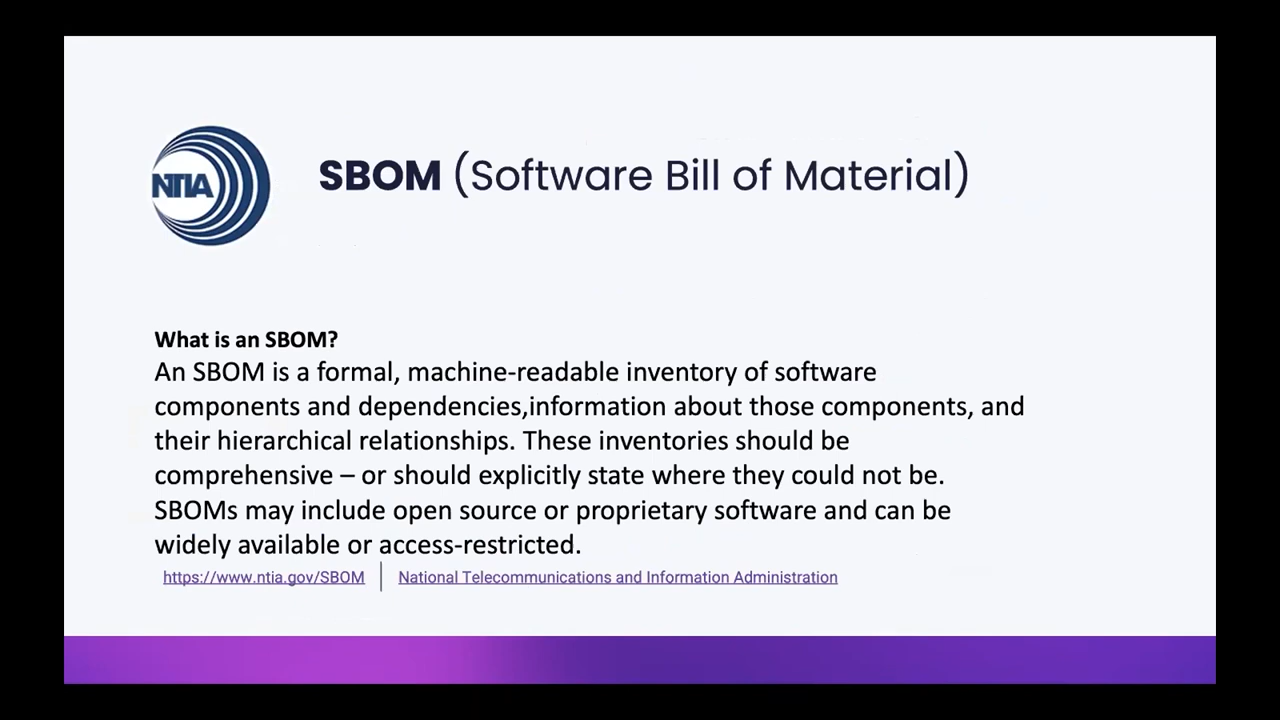 NTIA
SBOM (Software Bill of Material)
What is an SBOM?
An SBOM is a formal, machine-readable inventory of software
components and dependencies,information about those components, and
their hierarchical relationships. These inventories should be
comprehensive – or should explicitly state where they could not be.
SBOMs may include open source or proprietary software and can be
widely available or access-restricted.
https://www.ntia.gov/SBOM | National Telecommunications and Information Administration